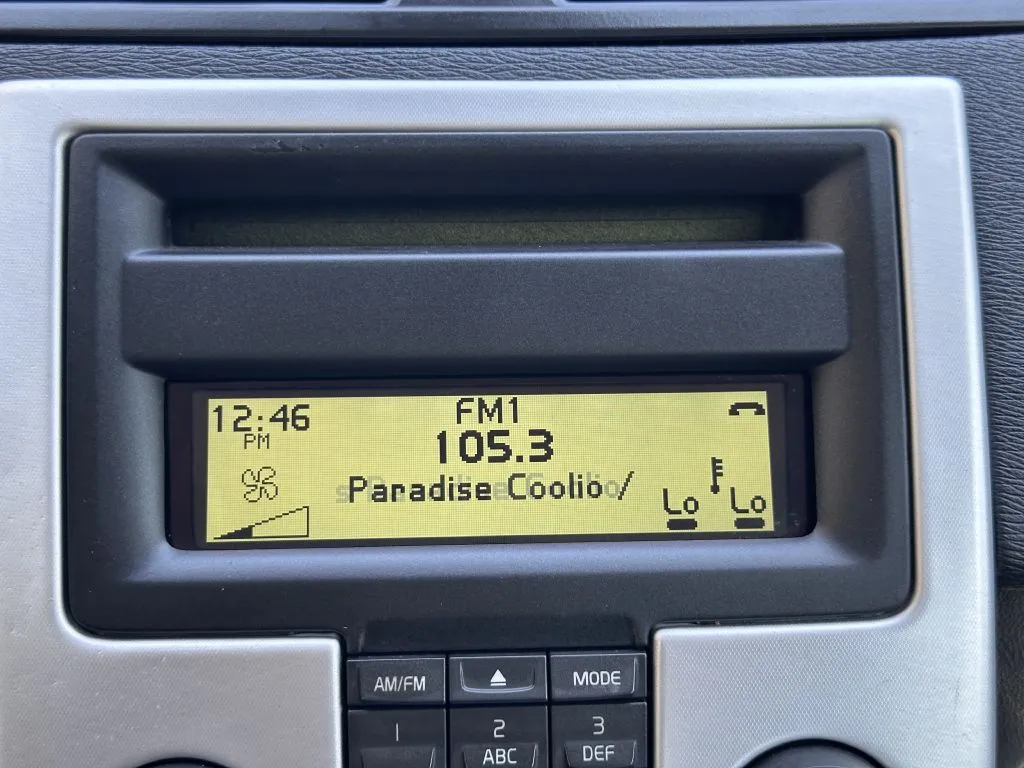 12:46
PM
FM1
105.3
Paradise Coolio/
Lo Lo
AM/FM MODE
1 2 3
ABC DEF